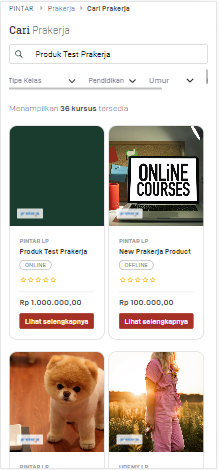 PINTAR > Prakerja > Cari Prakerja
Cari Prakerja
Produk Test Prakerja
Tipe Kelas Pendidikan Umur
Menampilkan 36 kursus tersedia
prakerja
ONLINE
COURSES
prakerja
PINTAR LP
Produk Test Prakerja
ONLINE
Rp 1.000.000,00
Lihat selengkapnya
PINTAR LP
New Prakerja Product
OFFLINE
Rp 100.000,00
Lihat selengkapnya
prakerja
prakerja
PINTAR LP
UDEMY LP